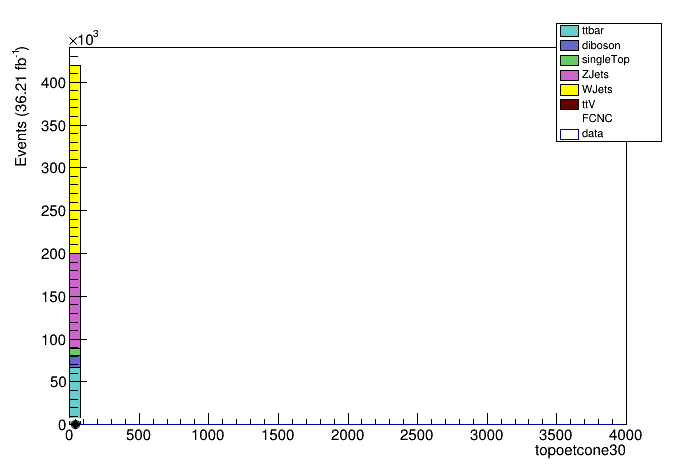 ×10³
Events (36.21 fb⁻¹)
ttbar
diboson
singleTop
ZJets
WJets
ttV
FCNC
data
400
350
300
250
200
150
100
50
0
0 500 1000 1500 2000 2500 3000 3500 4000
topoetcone30